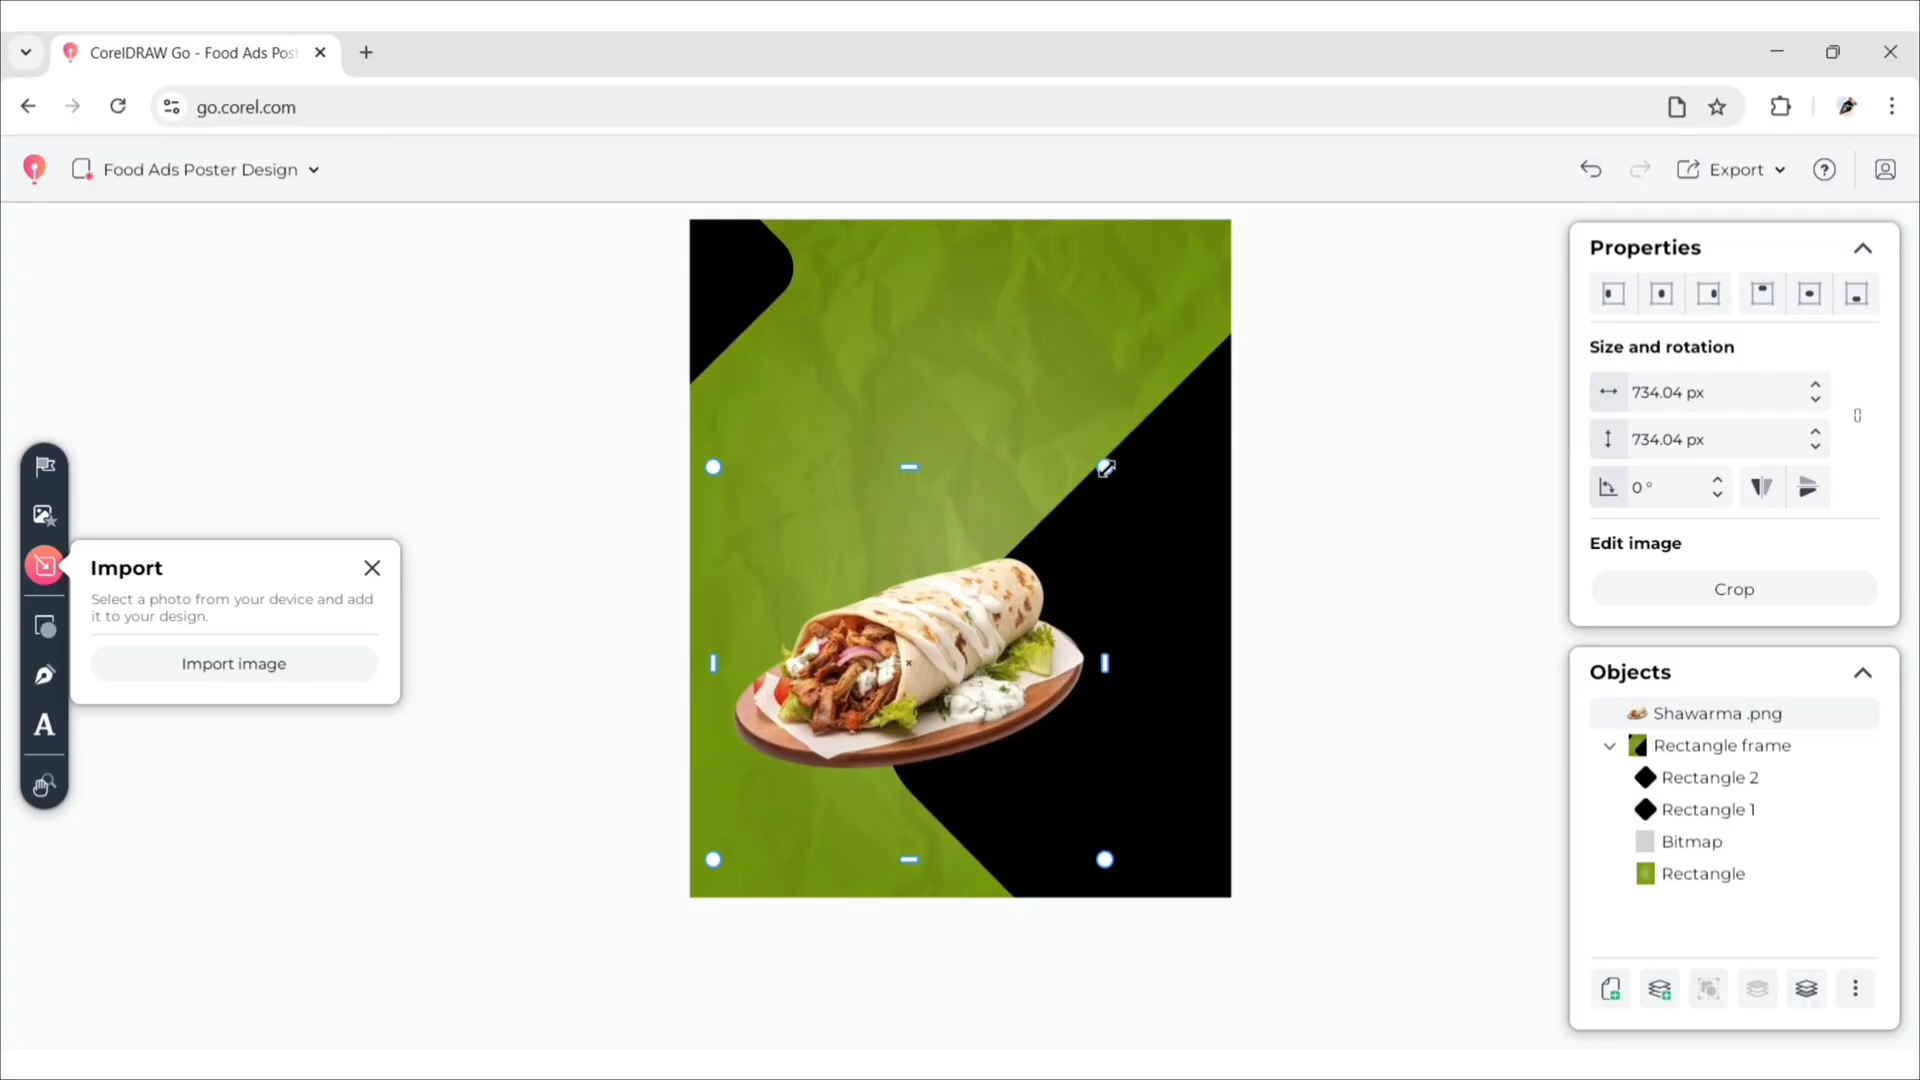 CorelDRAW Go - Food Ads Post
go.corel.com
Food Ads Poster Design
Export
Properties
Size and rotation
734.04 px
734.04 px
0 °
Edit image
Crop
Import
Select a photo from your device and add
it to your design.
Import image
A
Objects
Shawarma .png
Rectangle frame
Rectangle 2
Rectangle 1
Bitmap
Rectangle